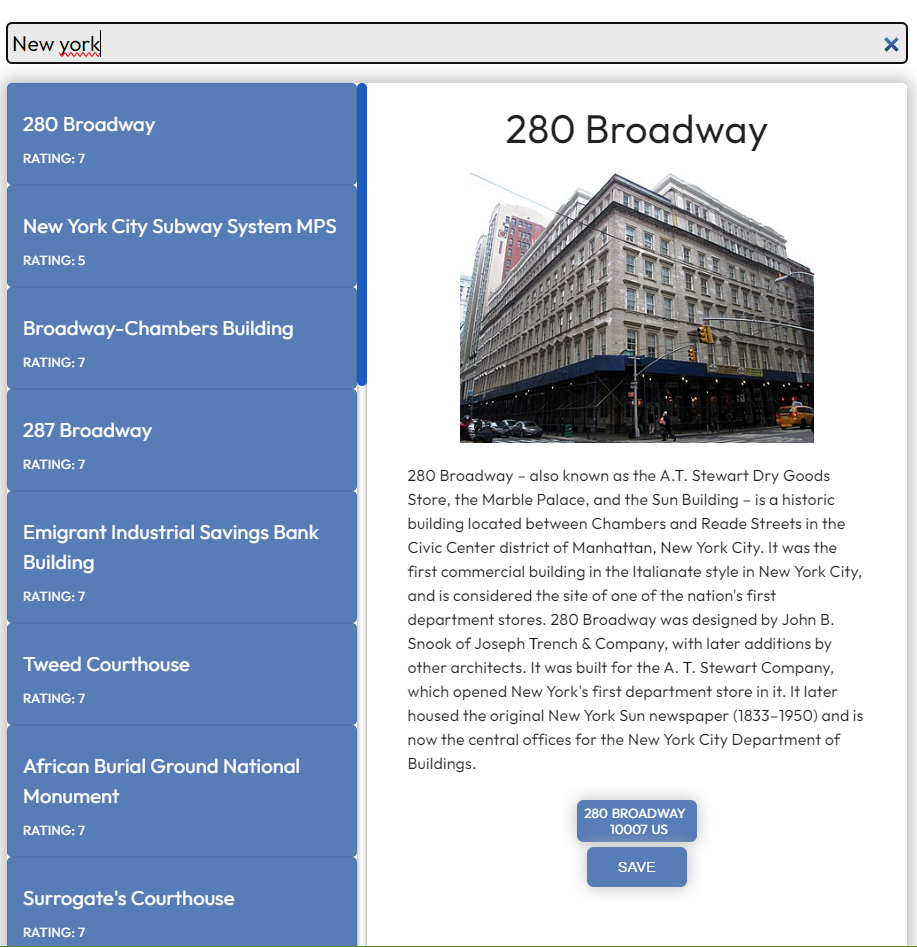 New york
280 Broadway
RATING: 7
New York City Subway System MPS
RATING: 5
Broadway-Chambers Building
RATING: 7
287 Broadway
RATING: 7
Emigrant Industrial Savings Bank
Building
RATING: 7
Tweed Courthouse
RATING: 7
African Burial Ground National
Monument
RATING: 7
Surrogate's Courthouse
RATING: 7
280 Broadway
280 Broadway – also known as the A.T. Stewart Dry Goods
Store, the Marble Palace, and the Sun Building – is a historic
building located between Chambers and Reade Streets in the
Civic Center district of Manhattan, New York City. It was the
first commercial building in the Italianate style in New York City,
and is considered the site of one of the nation's first
department stores. 280 Broadway was designed by John B.
Snook of Joseph Trench & Company, with later additions by
other architects. It was built for the A. T. Stewart Company,
which opened New York's first department store in it. It later
housed the original New York Sun newspaper (1833–1950) and is
now the central offices for the New York City Department of
Buildings.
280 BROADWAY
10007 US
SAVE